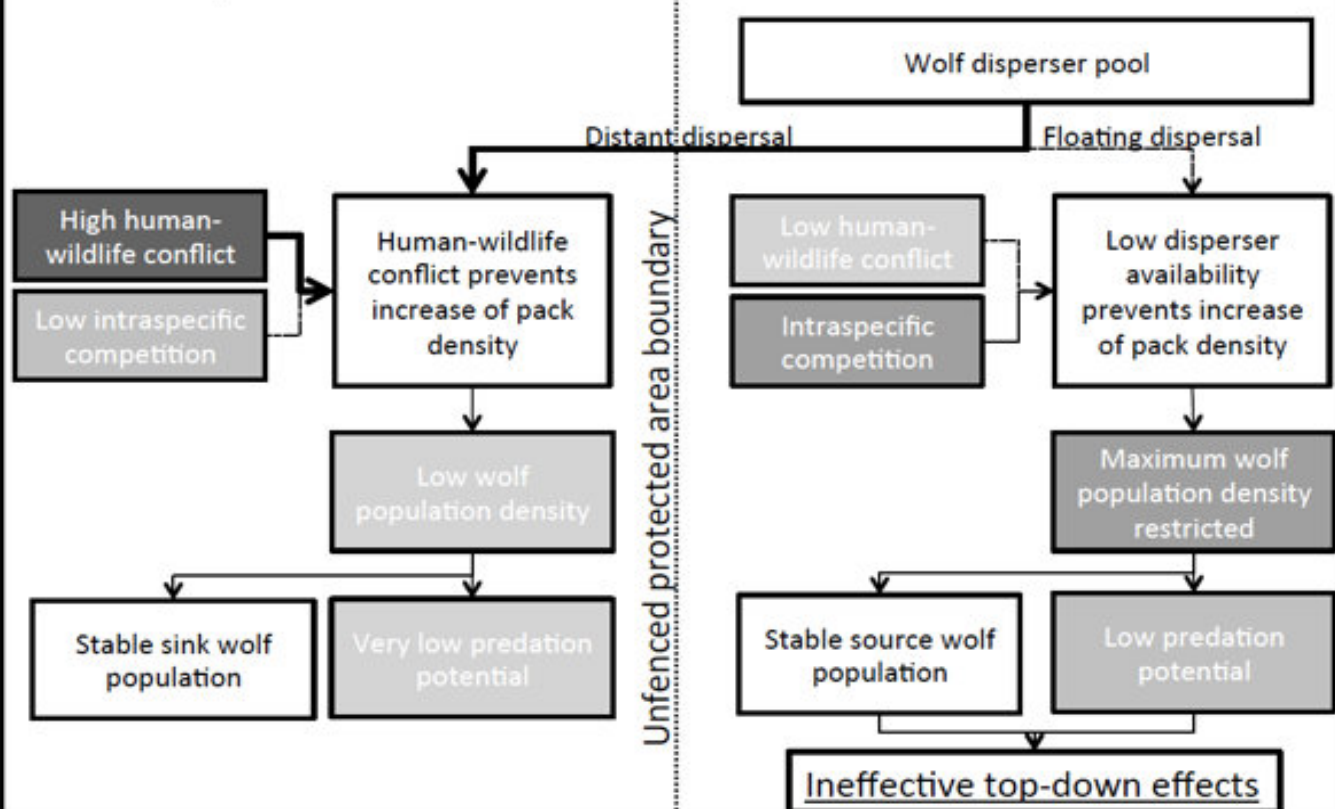 Wolf disperser pool
Distant dispersal
Floating dispersal
High human-
wildlife conflict
Low intraspecific
competition
Human-wildlife
conflict prevents
increase of pack
density
Low wolf
population density
Stable sink wolf
population
Very low predation
potential
Unfenced protected area boundary
Low human-
wildlife conflict
Intraspecific
competition
Low disperser
availability
prevents increase
of pack density
Maximum wolf
population density
restricted
Stable source wolf
population
Low predation
potential
Ineffective top-down effects